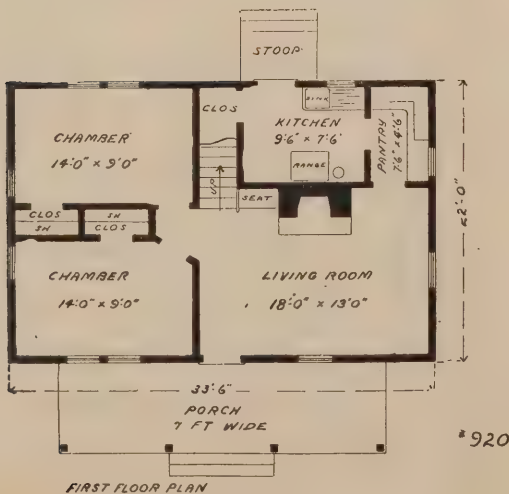 STOOP
CLOS
SINK
KITCHEN
9'-6" x 7'-6"
PANTRY
7'-6" x 4'-6"
CHAMBER
14'-0" x 9'-0"
RANGE
UP
SEAT
CLOS
SH
SH
CLOS
CHAMBER
14'-0" x 9'-0"
LIVING ROOM
18'-0" x 13'-0"
22'-0"
33'-6"
PORCH
7 FT WIDE
#920
FIRST FLOOR PLAN